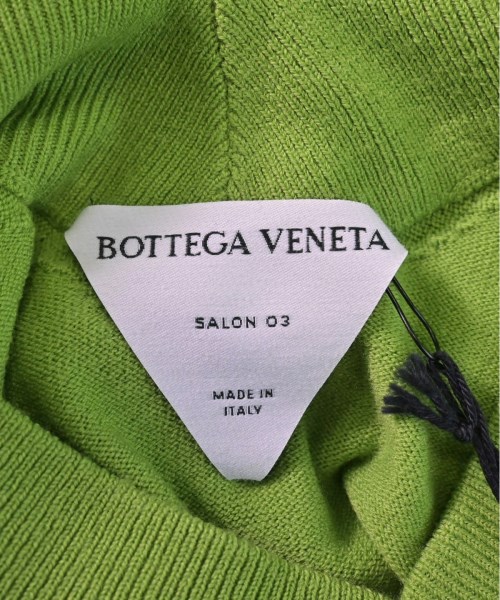 BOTTEGA VENETA
SALON 03
MADE IN
ITALY